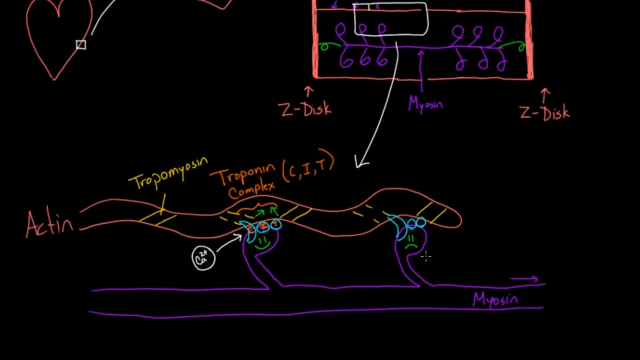 Myosin
Z-Disk
Z-Disk
Tropomyosin
Troponin (C, I, T)
Complex
Actin
Ca2+
Myosin